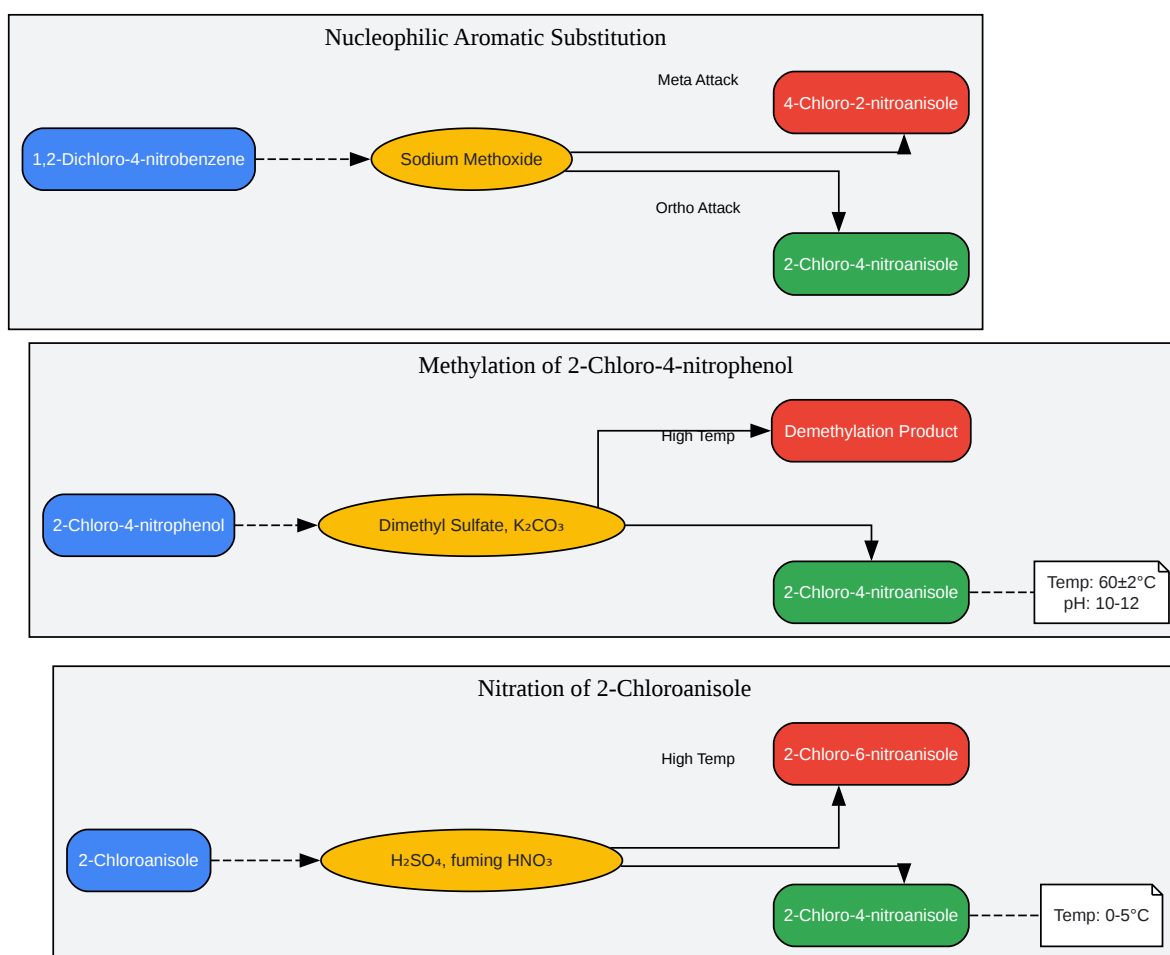 Nucleophilic Aromatic Substitution
Meta Attack
4-Chloro-2-nitroanisole
1,2-Dichloro-4-nitrobenzene
Sodium Methoxide
Ortho Attack
2-Chloro-4-nitroanisole
Methylation of 2-Chloro-4-nitrophenol
High Temp
Demethylation Product
2-Chloro-4-nitrophenol
Dimethyl Sulfate, K₂CO₃
2-Chloro-4-nitroanisole
Temp: 60±2°C
pH: 10-12
Nitration of 2-Chloroanisole
High Temp
2-Chloro-6-nitroanisole
2-Chloroanisole
H₂SO₄, fuming HNO₃
2-Chloro-4-nitroanisole
Temp: 0-5°C